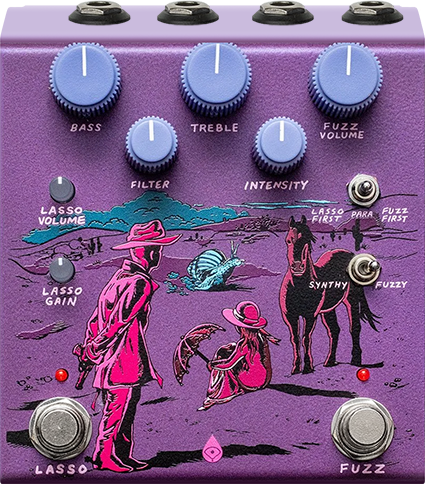 BASS
TREBLE
FUZZ
VOLUME
FILTER
INTENSITY
LASSO
VOLUME
LASSO
FIRST
PARA
FUZZ
FIRST
LASSO
GAIN
SYNTHY
FUZZY
LASSO
FUZZ